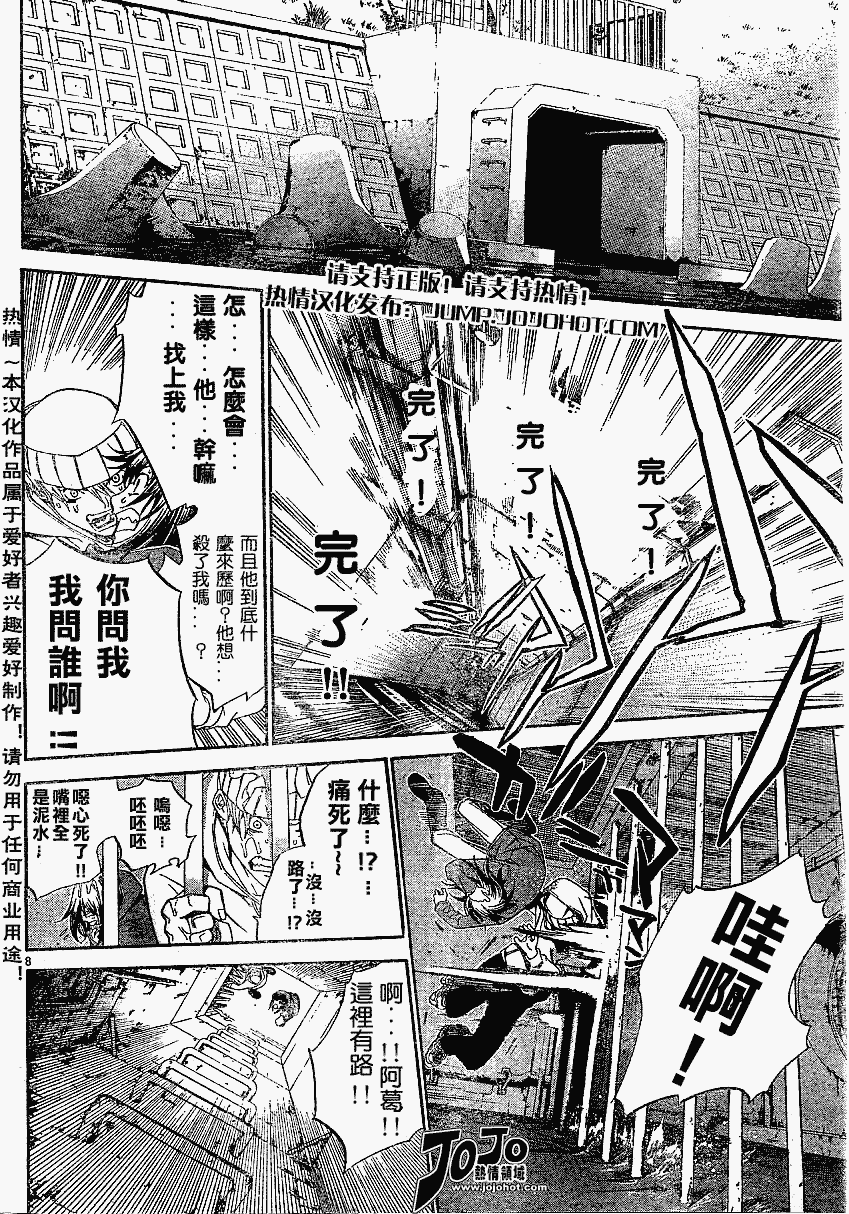 请支持正版！请支持热情！
热情汉化发布：JUMP.JOJOHOT.COM
完了！
完了！
完了！
完了!!
怎...怎麼會...
這樣...他...幹嘛
...找上我...
而且他到底什
麼來歷啊?他想...
殺了我嗎...？
你問我
我問誰啊!!
哇啊！
什麼...!?...
痛死了~~
...沒...沒
路了...!?
嗚噁...
呸呸呸
噁心死了!!
嘴裡全
是泥水...
啊...!!阿葛!!
這裡有路!!
8
热情～本汉化作品属于爱好者兴趣爱好制作！请勿用于任何商业用途！
JOJO
熱情領域
www.jojohot.com